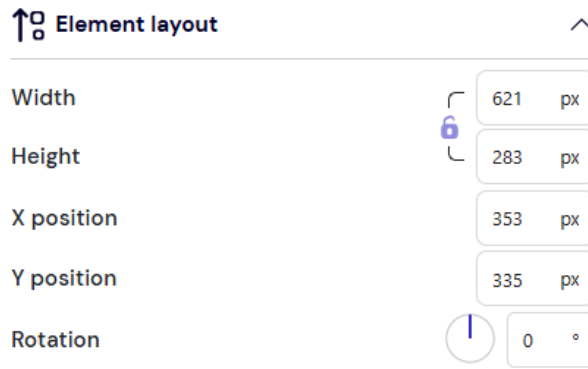 Element layout
Width 621 px
Height 283 px
X position 353 px
Y position 335 px
Rotation 0 °